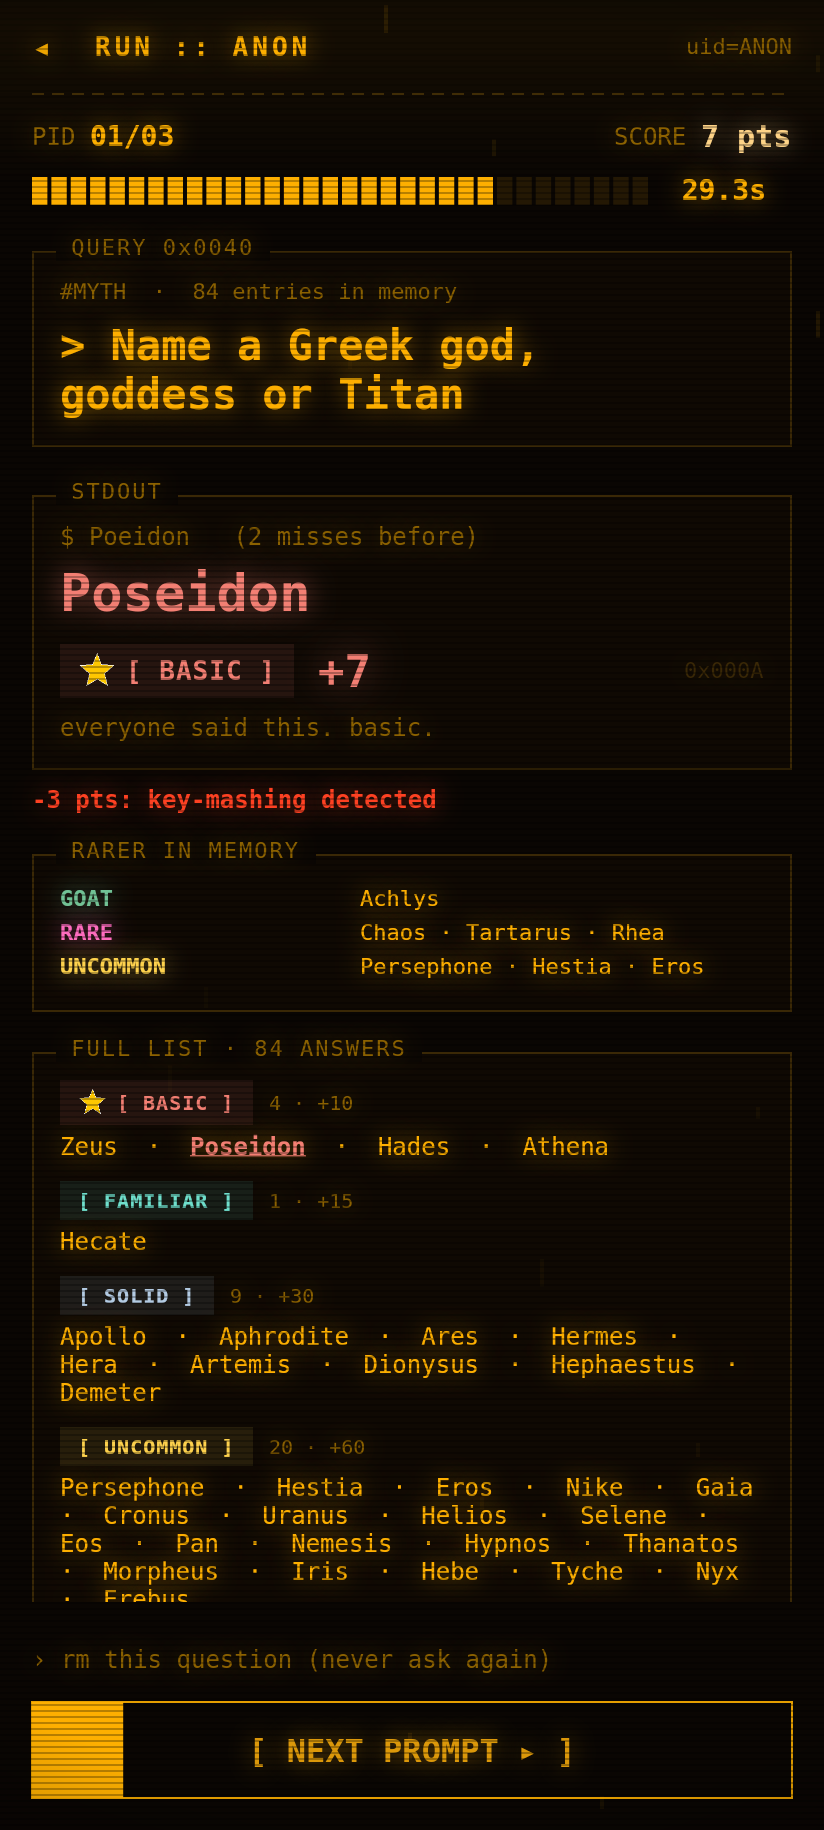 ◂ RUN :: ANON uid=ANON
PID 01/03 SCORE 7 pts
29.3s
QUERY 0x0040
#MYTH · 84 entries in memory
> Name a Greek god,
goddess or Titan
STDOUT
$ Poeidon (2 misses before)
Poseidon
[ BASIC ] +7 0x000A
everyone said this. basic.
-3 pts: key-mashing detected
RARER IN MEMORY
GOAT Achlys
RARE Chaos · Tartarus · Rhea
UNCOMMON Persephone · Hestia · Eros
FULL LIST · 84 ANSWERS
[ BASIC ] 4 · +10
Zeus · Poseidon · Hades · Athena
[ FAMILIAR ] 1 · +15
Hecate
[ SOLID ] 9 · +30
Apollo · Aphrodite · Ares · Hermes ·
Hera · Artemis · Dionysus · Hephaestus ·
Demeter
[ UNCOMMON ] 20 · +60
Persephone · Hestia · Eros · Nike · Gaia
· Cronus · Uranus · Helios · Selene ·
Eos · Pan · Nemesis · Hypnos · Thanatos
· Morpheus · Iris · Hebe · Tyche · Nyx
· Erebus
› rm this question (never ask again)
[ NEXT PROMPT ▸ ]